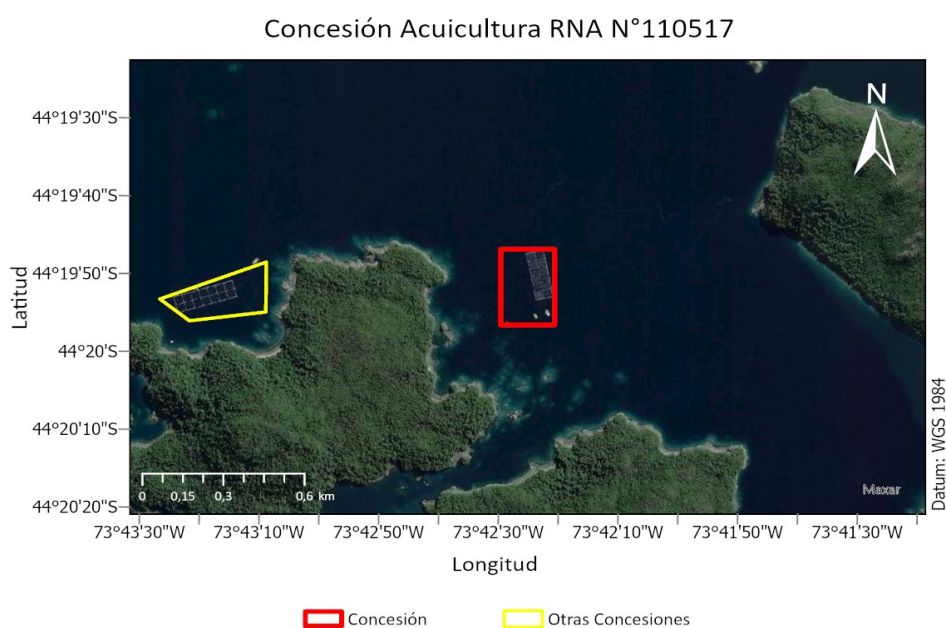 Concesión Acuicultura RNA N°110517
N
44°19'30"S
44°19'40"S
44°19'50"S
44°20'S
44°20'10"S
44°20'20"S
Latitud
0 0,15 0,3 0,6 km
Maxar
Datum: WGS 1984
73°43'30"W 73°43'10"W 73°42'50"W 73°42'30"W 73°42'10"W 73°41'50"W 73°41'30"W
Longitud
Concesión Otras Concesiones